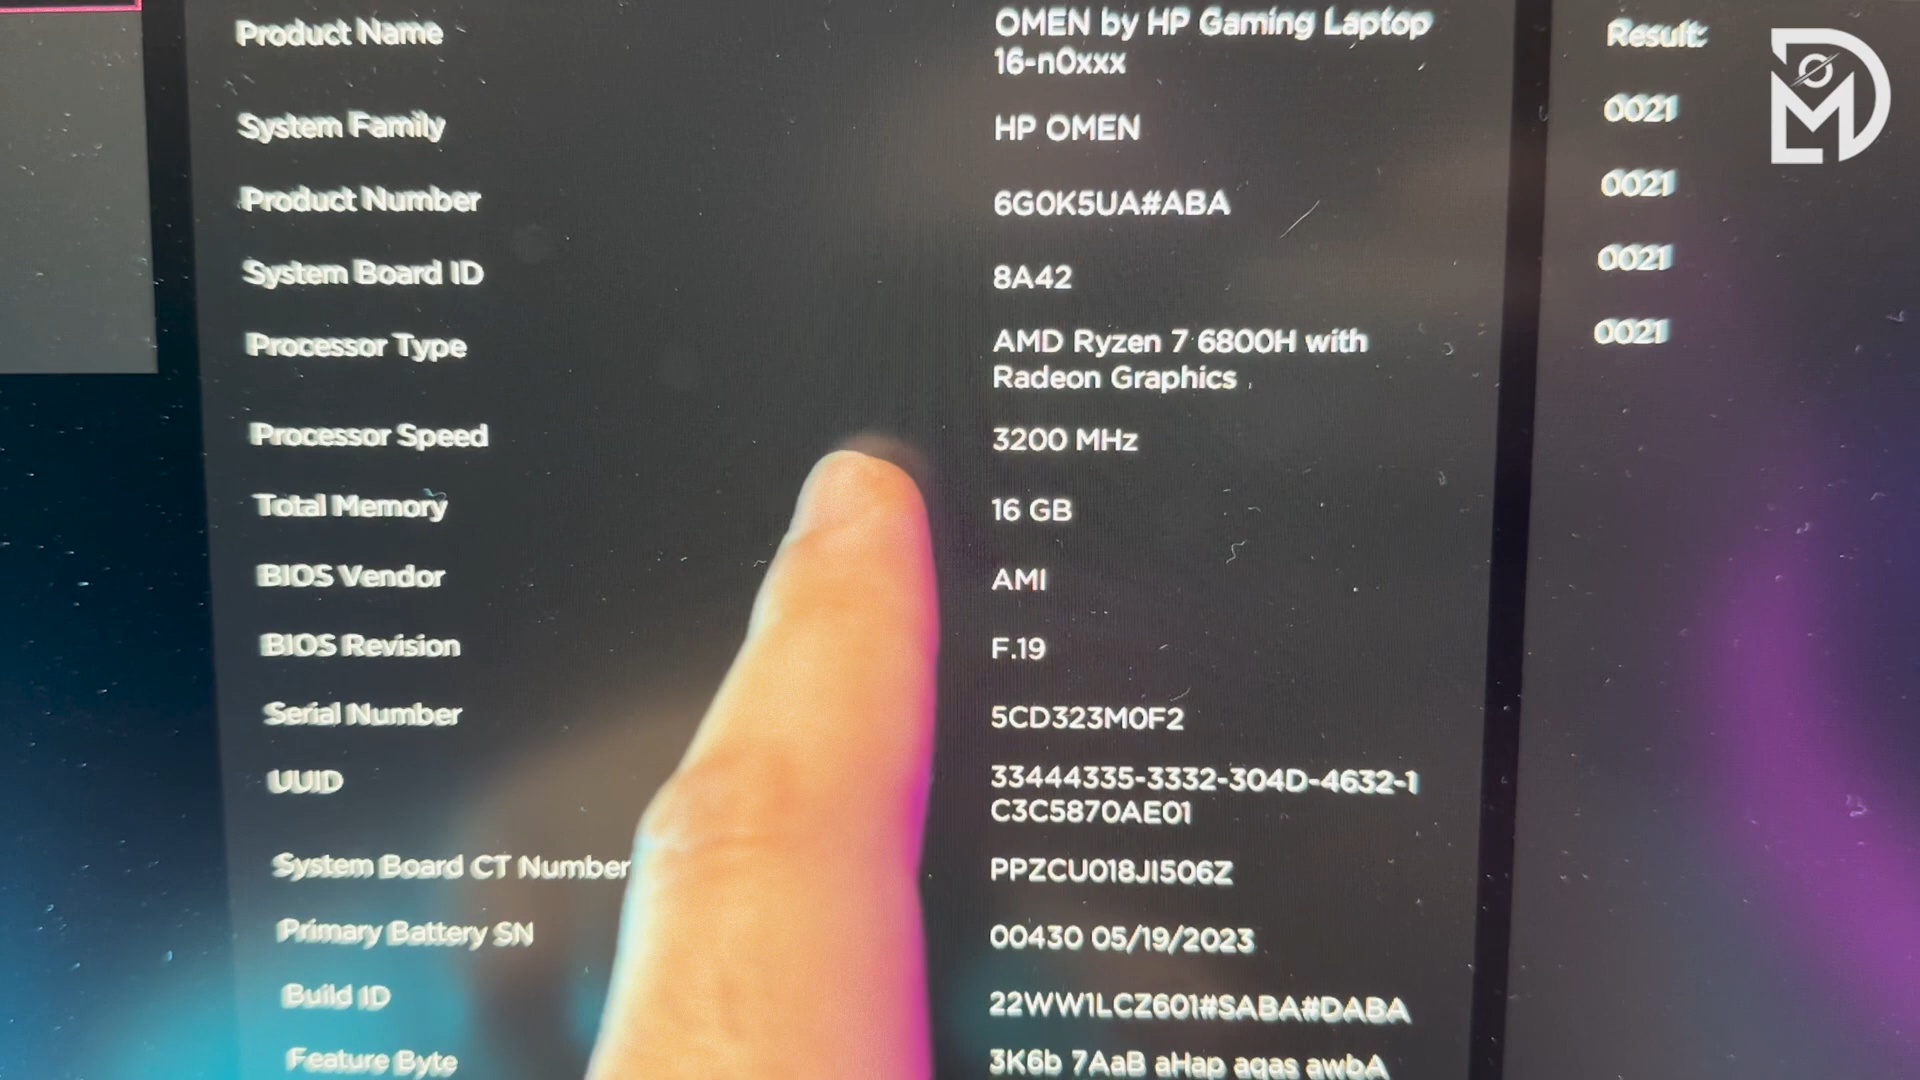 Product Name OMEN by HP Gaming Laptop
16-n0xxx
System Family HP OMEN
Product Number 6G0K5UA#ABA
System Board ID 8A42
Processor Type AMD Ryzen 7 6800H with
Radeon Graphics
Processor Speed 3200 MHz
Total Memory 16 GB
BIOS Vendor AMI
BIOS Revision F.19
Serial Number 5CD323M0F2
UUID 33444335-3332-304D-4632-1
C3C5870AE01
System Board CT Number PPZCU018JI506Z
Primary Battery SN 00430 05/19/2023
Build ID 22WW1LCZ601#SABA#DABA
Feature Byte 3K6b 7AaB aHap aqas awbA
Result:
0021
0021
0021
0021